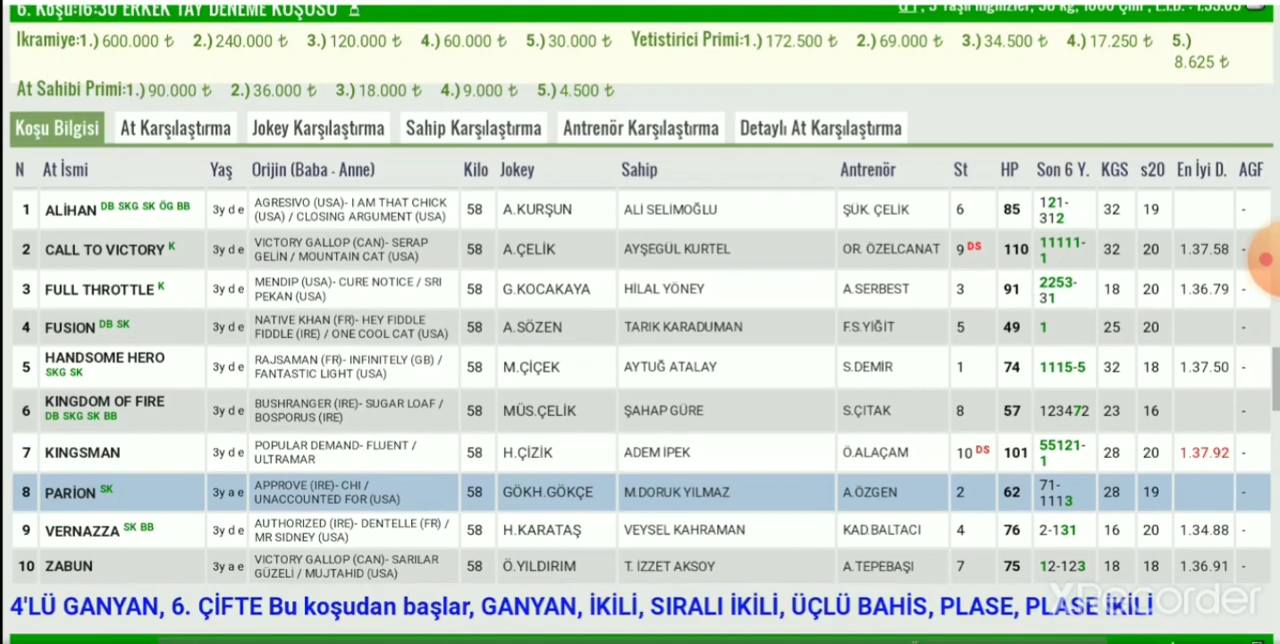 6. Koşu:16:30 ERKEK TAY DENEME KOŞUSU
, 3 Yaşlı İngilizler, 58 kg, 1600 Çim
İkramiye:1.) 600.000 ₺ 2.) 240.000 ₺ 3.) 120.000 ₺ 4.) 60.000 ₺ 5.) 30.000 ₺ Yetistirici Primi:1.) 172.500 ₺ 2.) 69.000 ₺ 3.) 34.500 ₺ 4.) 17.250 ₺ 5.)
8.625 ₺
At Sahibi Primi:1.) 90.000 ₺ 2.) 36.000 ₺ 3.) 18.000 ₺ 4.) 9.000 ₺ 5.) 4.500 ₺
Koşu Bilgisi At Karşılaştırma Jokey Karşılaştırma Sahip Karşılaştırma Antrenör Karşılaştırma Detaylı At Karşılaştırma
N At İsmi Yaş Orijin (Baba - Anne) Kilo Jokey Sahip Antrenör St HP Son 6 Y. KGS s20 En İyi D. AGF
1 ALİHAN DB SKG SK ÖG BB 3y d e AGRESIVO (USA)- I AM THAT CHICK (USA) / CLOSING ARGUMENT (USA) 58 A.KURŞUN ALİ SELİMOĞLU ŞÜK. ÇELİK 6 85 121-312 32 19 -
2 CALL TO VICTORY K 3y d e VICTORY GALLOP (CAN)- SERAP GELİN / MOUNTAIN CAT (USA) 58 A.ÇELİK AYŞEGÜL KURTEL OR. ÖZELCANAT 9 DS 110 11111-1 32 20 1.37.58 -
3 FULL THROTTLE K 3y d e MENDIP (USA)- CURE NOTICE / SRI PEKAN (USA) 58 G.KOCAKAYA HİLAL YÖNEY A.SERBEST 3 91 2253-31 18 20 1.36.79 -
4 FUSION DB SK 3y d e NATIVE KHAN (FR)- HEY FIDDLE FIDDLE (IRE) / ONE COOL CAT (USA) 58 A.SÖZEN TARIK KARADUMAN F.S.YİĞİT 5 49 1 25 20 -
5 HANDSOME HERO SKG SK 3y d e RAJSAMAN (FR)- INFINITELY (GB) / FANTASTIC LIGHT (USA) 58 M.ÇİÇEK AYTUĞ ATALAY S.DEMİR 1 74 1115-5 32 18 1.37.50 -
6 KINGDOM OF FIRE DB SKG SK BB 3y d e BUSHRANGER (IRE)- SUGAR LOAF / BOSPORUS (IRE) 58 MÜS.ÇELİK ŞAHAP GÜRE S.ÇITAK 8 57 123472 23 16 -
7 KINGSMAN 3y d e POPULAR DEMAND- FLUENT / ULTRAMAR 58 H.ÇİZİK ADEM İPEK Ö.ALAÇAM 10 DS 101 55121-1 28 20 1.37.92 -
8 PARİON SK 3y a e APPROVE (IRE)- CHI / UNACCOUNTED FOR (USA) 58 GÖKH.GÖKÇE M.DORUK YILMAZ A.ÖZGEN 2 62 71-1113 28 19 -
9 VERNAZZA SK BB 3y d e AUTHORIZED (IRE)- DENTELLE (FR) / MR SIDNEY (USA) 58 H.KARATAŞ VEYSEL KAHRAMAN KAD.BALTACI 4 76 2-131 16 20 1.34.88 -
10 ZABUN 3y a e VICTORY GALLOP (CAN)- SARILAR GÜZELİ / MUJTAHID (USA) 58 Ö.YILDIRIM T. İZZET AKSOY A.TEPEBAŞI 7 75 12-123 18 18 1.36.91 -
4'LÜ GANYAN, 6. ÇİFTE Bu koşudan başlar, GANYAN, İKİLİ, SIRALI İKİLİ, ÜÇLÜ BAHİS, PLASE, PLASE İKİLİ
XRecorder